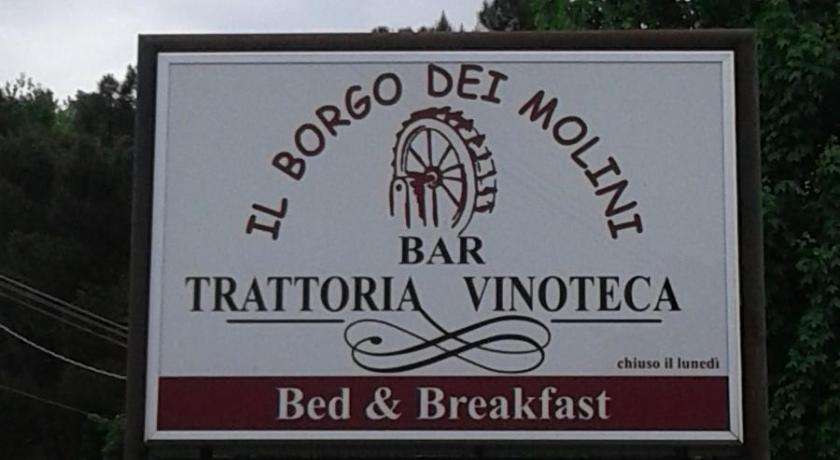 IL BORGO DEI MOLINI
BAR
TRATTORIA VINOTECA
chiuso il lunedì
Bed & Breakfast